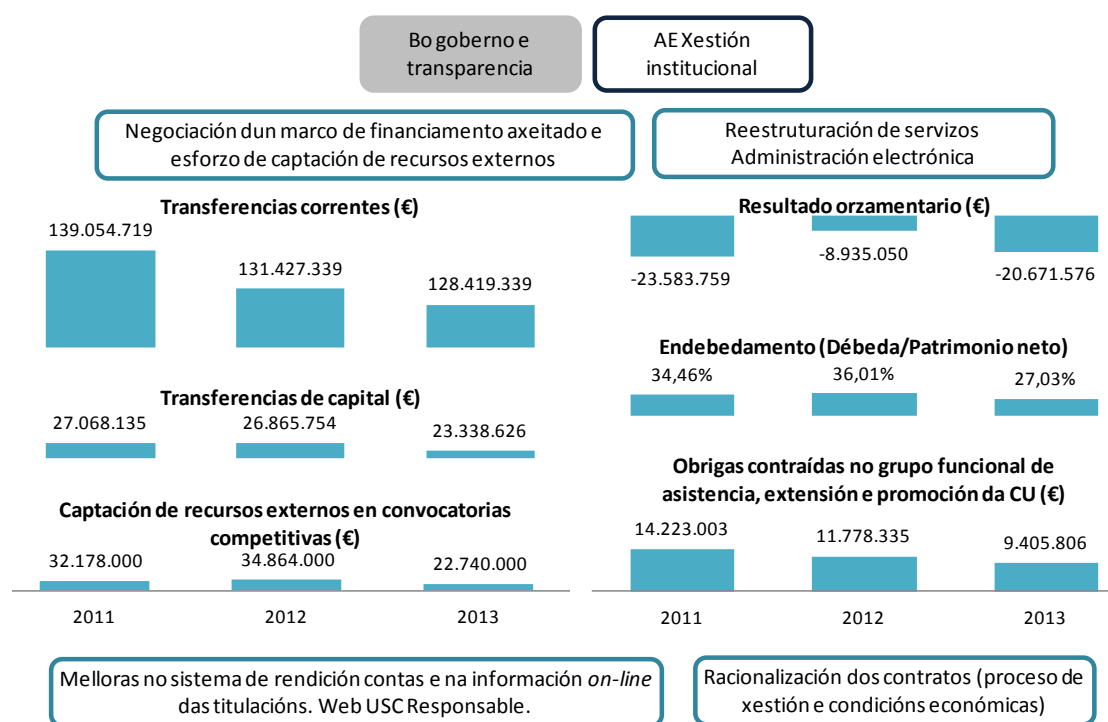 Bo goberno e
transparencia
AE Xestión
institucional
Negociación dun marco de financiamento axeitado e
esforzo de captación de recursos externos
Reestruturación de servizos
Administración electrónica
Transferencias correntes (€)
139.054.719
131.427.339
128.419.339
Transferencias de capital (€)
27.068.135
26.865.754
23.338.626
Captación de recursos externos en convocatorias
competitivas (€)
32.178.000
34.864.000
22.740.000
2011
2012
2013
Resultado orzamentario (€)
-23.583.759
-8.935.050
-20.671.576
Endebedamento (Débeda/Patrimonio neto)
34,46%
36,01%
27,03%
Obrigas contraídas no grupo funcional de
asistencia, extensión e promoción da CU (€)
14.223.003
11.778.335
9.405.806
2011
2012
2013
Melloras no sistema de rendición contas e na información on-line
das titulacións. Web USC Responsable.
Racionalización dos contratos (proceso de
xestión e condicións económicas)